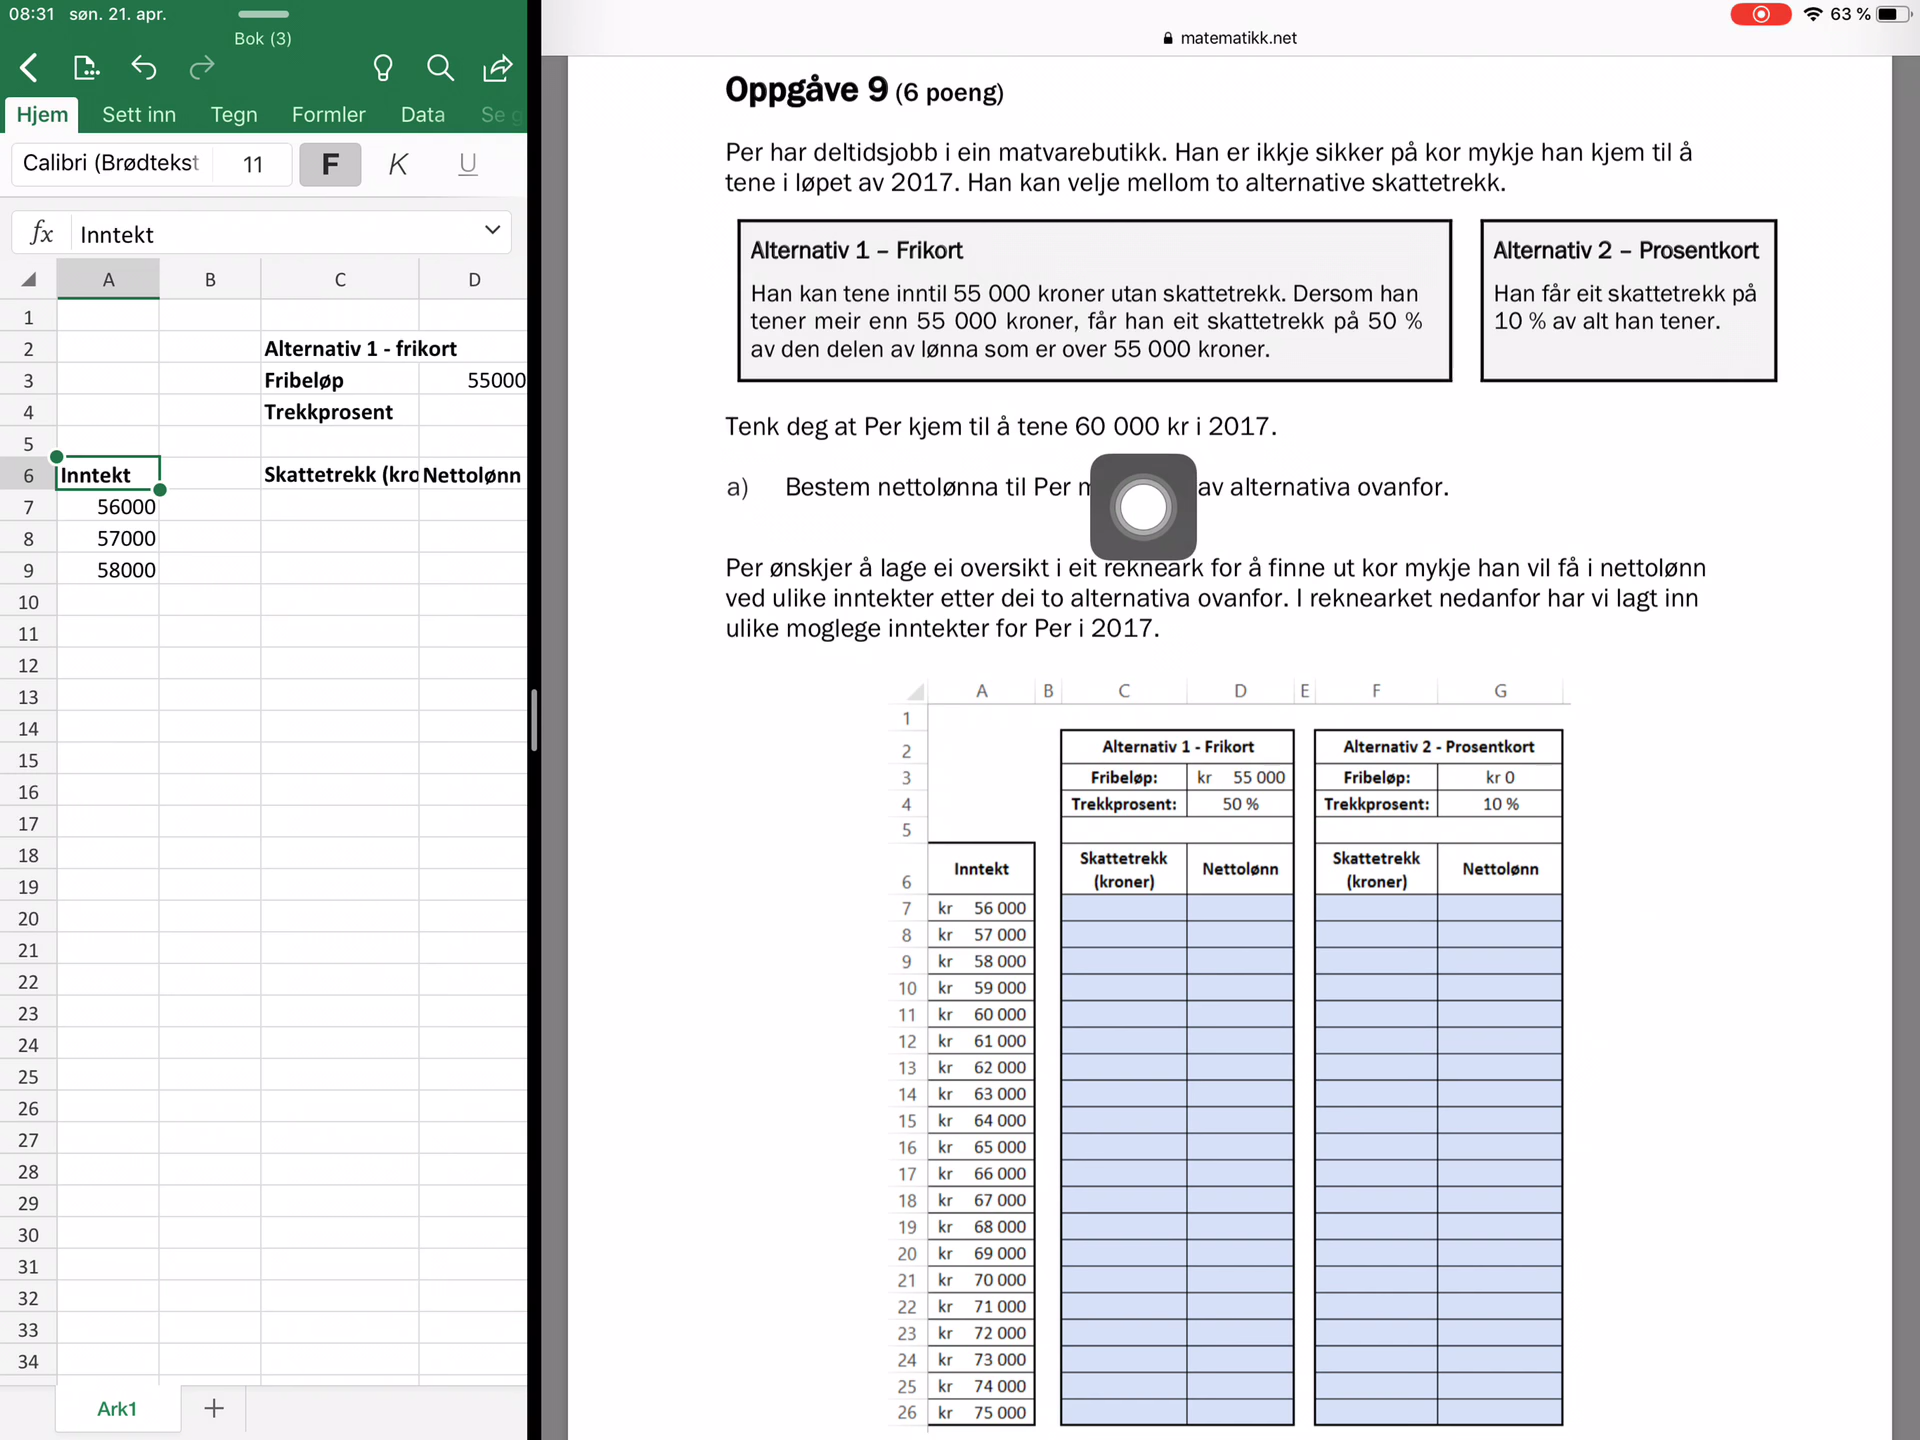 08:31 søn. 21. apr.
Bok (3)
Hjem Sett inn Tegn Formler Data Se g
Calibri (Brødtekst 11 F K U
fx Inntekt
A B C D
1
2 Alternativ 1 - frikort
3 Fribeløp 55000
4 Trekkprosent
5
6 Inntekt Skattetrekk (kro Nettolønn
7 56000
8 57000
9 58000
10
11
12
13
14
15
16
17
18
19
20
21
22
23
24
25
26
27
28
29
30
31
32
33
34
Ark1 +
63 %
matematikk.net
Oppgåve 9 (6 poeng)
Per har deltidsjobb i ein matvarebutikk. Han er ikkje sikker på kor mykje han kjem til å
tene i løpet av 2017. Han kan velje mellom to alternative skattetrekk.
Alternativ 1 – Frikort
Han kan tene inntil 55 000 kroner utan skattetrekk. Dersom han
tener meir enn 55 000 kroner, får han eit skattetrekk på 50 %
av den delen av lønna som er over 55 000 kroner.
Alternativ 2 – Prosentkort
Han får eit skattetrekk på
10 % av alt han tener.
Tenk deg at Per kjem til å tene 60 000 kr i 2017.
a) Bestem nettolønna til Per av alternativa ovanfor.
Per ønskjer å lage ei oversikt i eit rekneark for å finne ut kor mykje han vil få i nettolønn
ved ulike inntekter etter dei to alternativa ovanfor. I reknearket nedanfor har vi lagt inn
ulike moglege inntekter for Per i 2017.
A B C D E F G
1
2 Alternativ 1 - Frikort Alternativ 2 - Prosentkort
3 Fribeløp: kr 55 000 Fribeløp: kr 0
4 Trekkprosent: 50 % Trekkprosent: 10 %
5
6 Inntekt Skattetrekk (kroner) Nettolønn Skattetrekk (kroner) Nettolønn
7 kr 56 000
8 kr 57 000
9 kr 58 000
10 kr 59 000
11 kr 60 000
12 kr 61 000
13 kr 62 000
14 kr 63 000
15 kr 64 000
16 kr 65 000
17 kr 66 000
18 kr 67 000
19 kr 68 000
20 kr 69 000
21 kr 70 000
22 kr 71 000
23 kr 72 000
24 kr 73 000
25 kr 74 000
26 kr 75 000